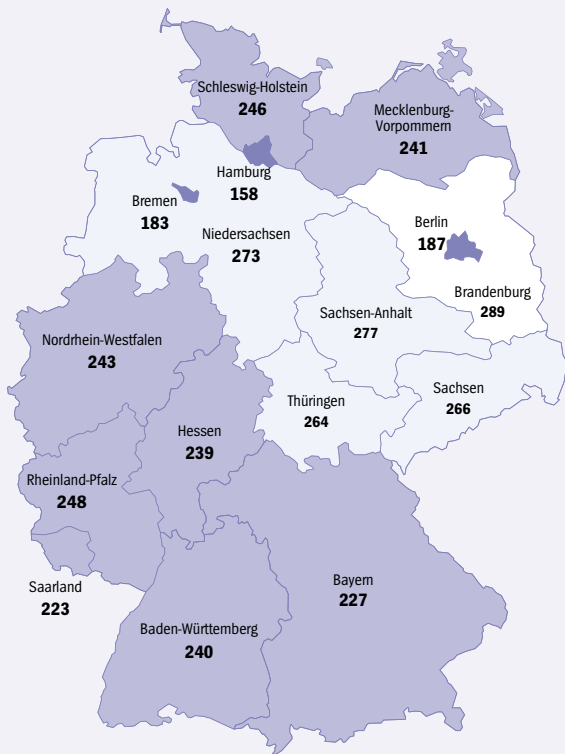 Schleswig-Holstein
246
Mecklenburg-
Vorpommern
241
Hamburg
158
Bremen
183
Niedersachsen
273
Berlin
187
Brandenburg
289
Sachsen-Anhalt
277
Nordrhein-Westfalen
243
Thüringen
264
Sachsen
266
Hessen
239
Rheinland-Pfalz
248
Saarland
223
Bayern
227
Baden-Württemberg
240